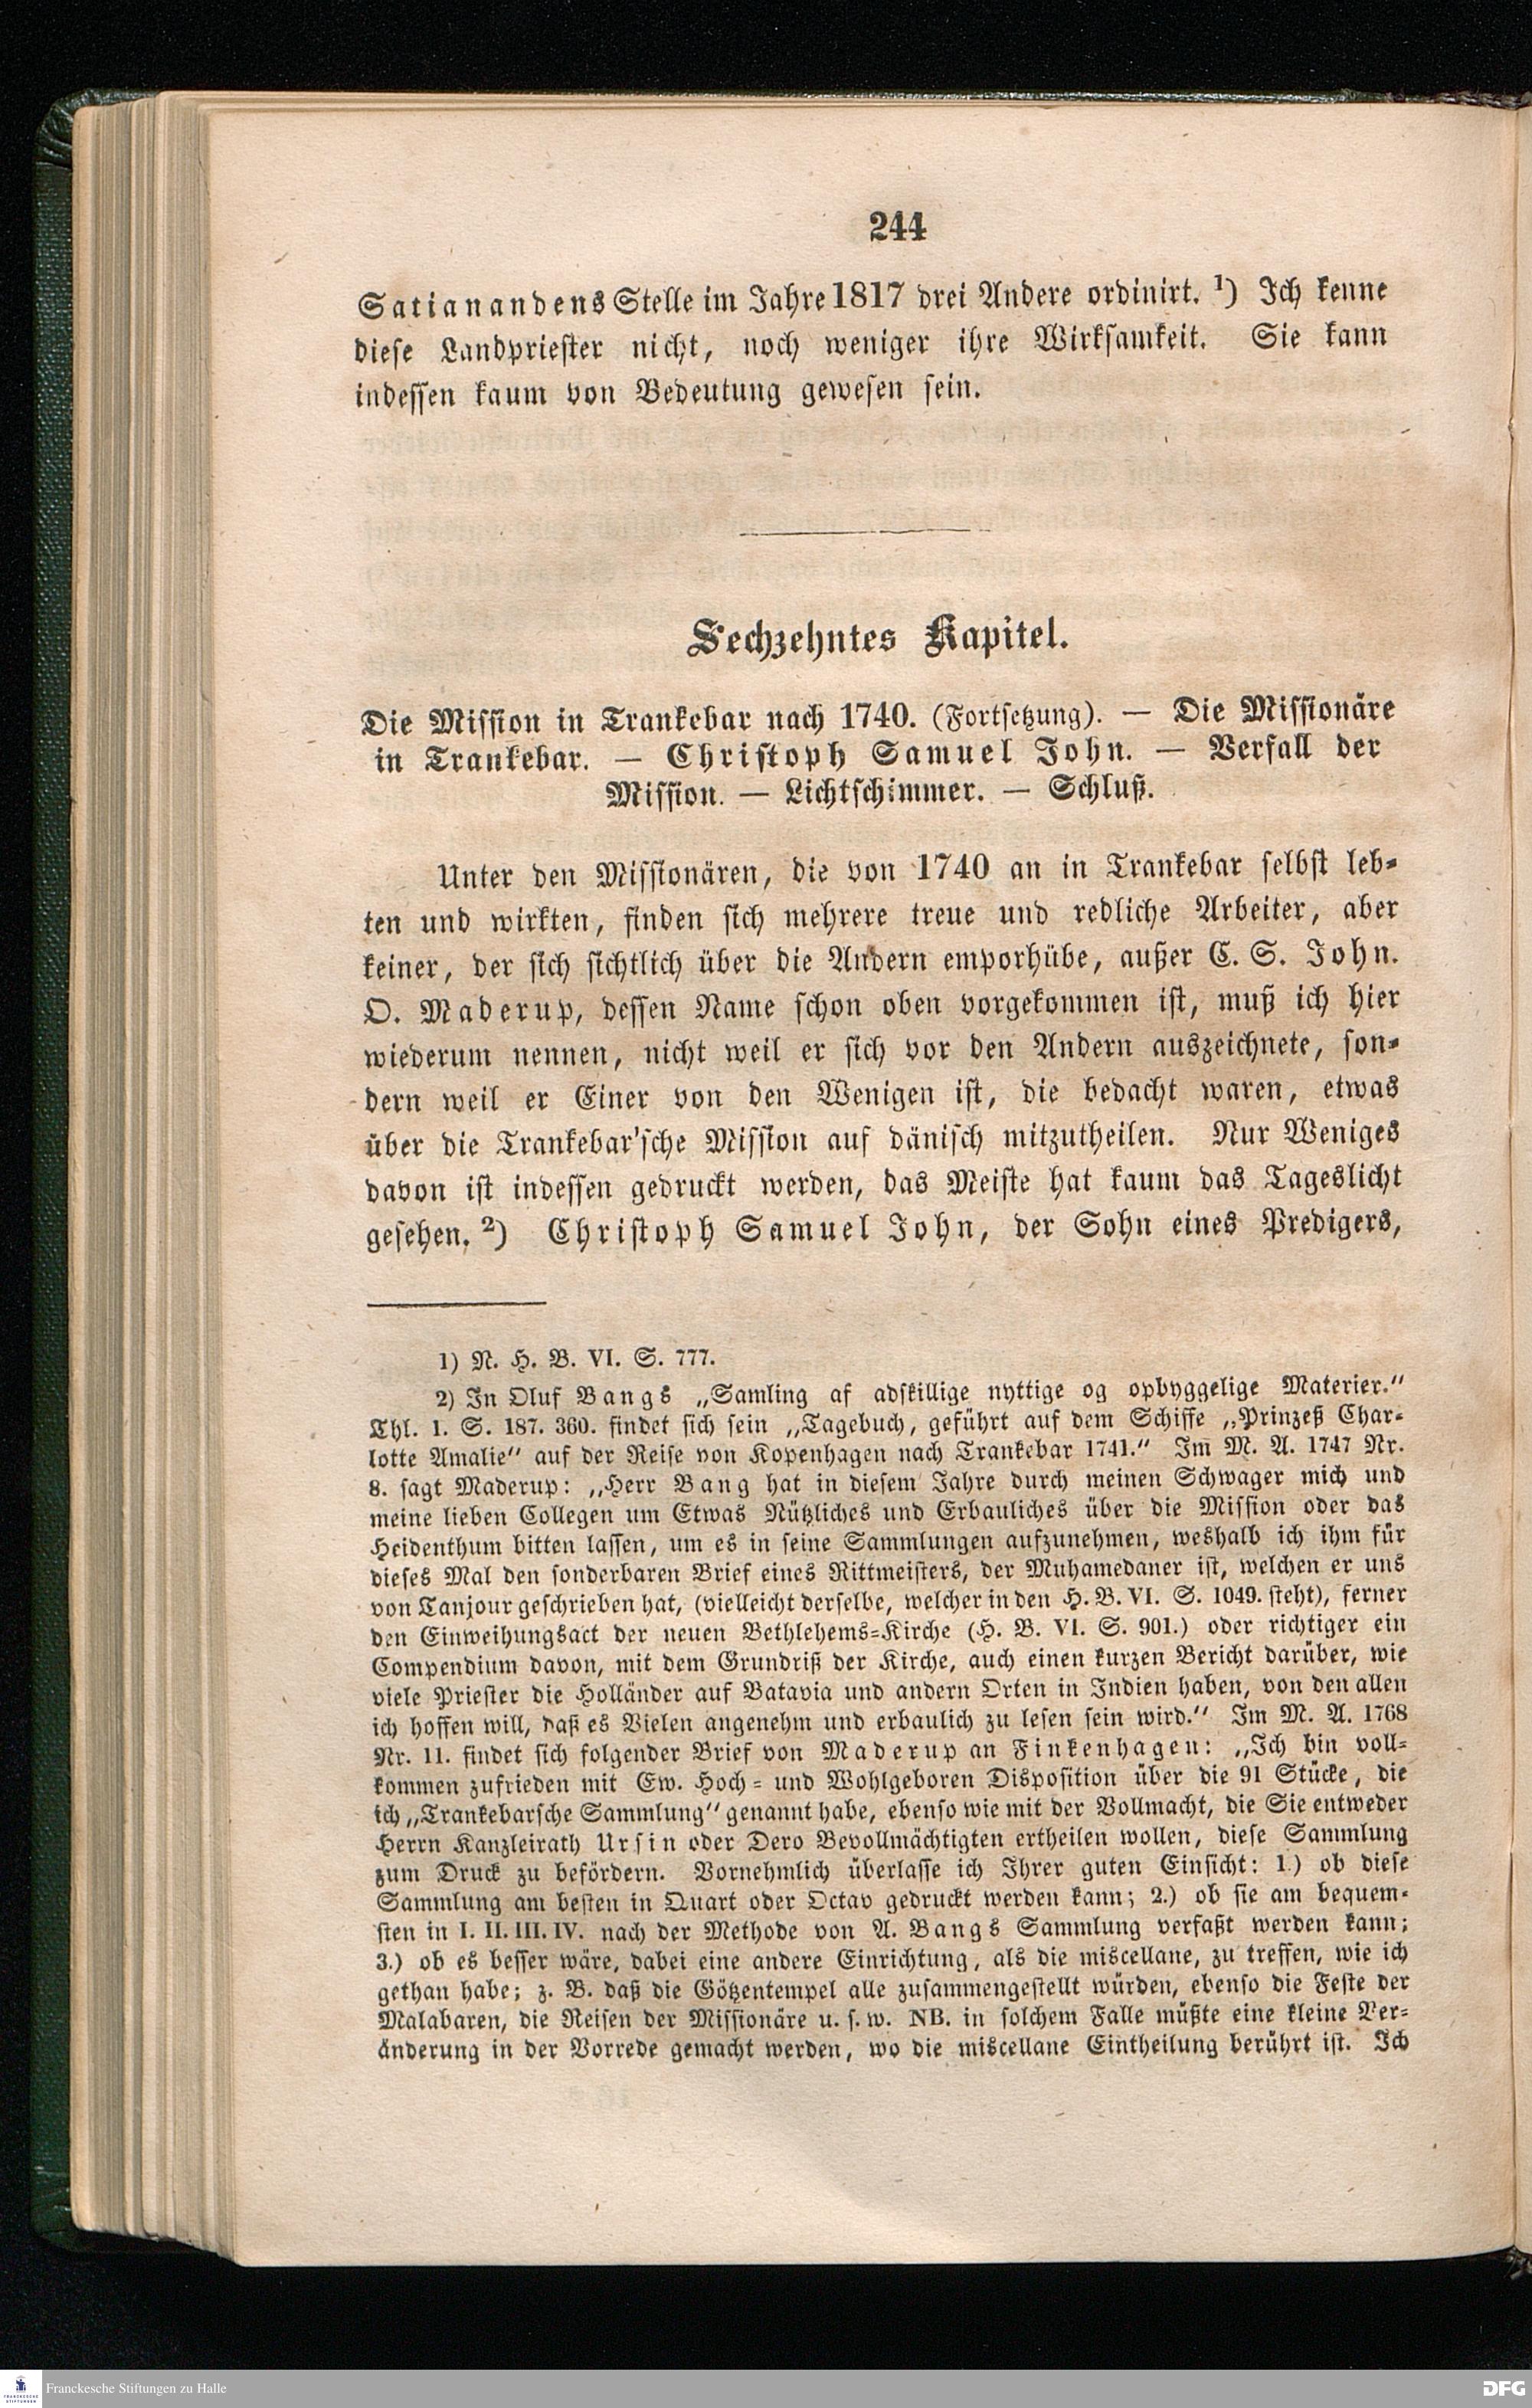 244
Satianandens Stelle im Jahre 1817 drei Andere ordinirt. ¹) Ich kenne
diese Landpriester nicht, noch weniger ihre Wirksamkeit. Sie kann
indessen kaum von Bedeutung gewesen sein.
Sechzehntes Kapitel.
Die Mission in Trankebar nach 1740. (Fortsetzung). — Die Missionäre
in Trankebar. — Christoph Samuel John. — Verfall der
Mission. — Lichtschimmer. — Schluß.
Unter den Missionären, die von 1740 an in Trankebar selbst leb-
ten und wirkten, finden sich mehrere treue und redliche Arbeiter, aber
keiner, der sich sichtlich über die Andern emporhübe, außer C. S. John.
O. Maderup, dessen Name schon oben vorgekommen ist, muß ich hier
wiederum nennen, nicht weil er sich vor den Andern auszeichnete, son-
dern weil er Einer von den Wenigen ist, die bedacht waren, etwas
über die Trankebar'sche Mission auf dänisch mitzutheilen. Nur Weniges
davon ist indessen gedruckt werden, das Meiste hat kaum das Tageslicht
gesehen. ²) Christoph Samuel John, der Sohn eines Predigers,
1) N. H. B. VI. S. 777.
2) In Oluf Bangs „Samling af adskillige nyttige og opbyggelige Materier."
Thl. 1. S. 187. 360. findet sich sein „Tagebuch, geführt auf dem Schiffe „Prinzeß Char-
lotte Amalie" auf der Reise von Kopenhagen nach Trankebar 1741." Im M. A. 1747 Nr.
8. sagt Maderup: „Herr Bang hat in diesem Jahre durch meinen Schwager mich und
meine lieben Collegen um Etwas Nützliches und Erbauliches über die Mission oder das
Heidenthum bitten lassen, um es in seine Sammlungen aufzunehmen, weshalb ich ihm für
dieses Mal den sonderbaren Brief eines Rittmeisters, der Muhamedaner ist, welchen er uns
von Tanjour geschrieben hat, (vielleicht derselbe, welcher in den H. B. VI. S. 1049. steht), ferner
den Einweihungsact der neuen Bethlehems-Kirche (H. B. VI. S. 901.) oder richtiger ein
Compendium davon, mit dem Grundriß der Kirche, auch einen kurzen Bericht darüber, wie
viele Priester die Holländer auf Batavia und andern Orten in Indien haben, von den allen
ich hoffen will, daß es Vielen angenehm und erbaulich zu lesen sein wird." Im M. A. 1768
Nr. 11. findet sich folgender Brief von Maderup an Finkenhagen: „Ich bin voll-
kommen zufrieden mit Ew. Hoch- und Wohlgeboren Disposition über die 91 Stücke, die
ich „Trankebarsche Sammlung" genannt habe, ebenso wie mit der Vollmacht, die Sie entweder
Herrn Kanzleirath Ursin oder Dero Bevollmächtigten ertheilen wollen, diese Sammlung
zum Druck zu befördern. Vornehmlich überlasse ich Ihrer guten Einsicht: 1) ob diese
Sammlung am besten in Quart oder Octav gedruckt werden kann; 2.) ob sie am bequem-
sten in I. II. III. IV. nach der Methode von A. Bangs Sammlung verfaßt werden kann;
3.) ob es besser wäre, dabei eine andere Einrichtung, als die miscellane, zu treffen, wie ich
gethan habe; z. B. daß die Götzentempel alle zusammengestellt würden, ebenso die Feste der
Malabaren, die Reisen der Missionäre u. s. w. NB. in solchem Falle müßte eine kleine Ver-
änderung in der Vorrede gemacht werden, wo die miscellane Eintheilung berührt ist. Ich
FRANCKESCHE
STIFTUNGEN
Franckesche Stiftungen zu Halle
DFG